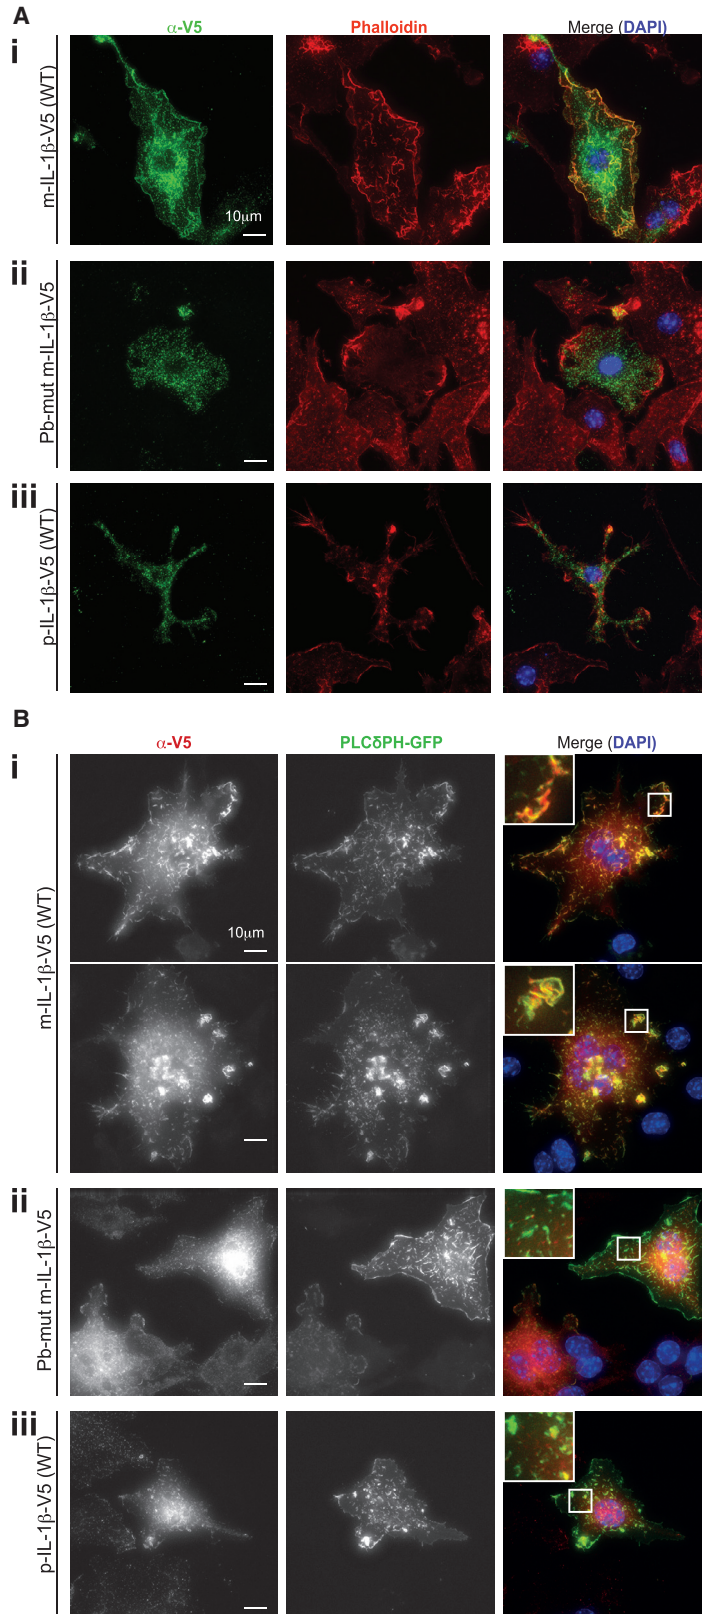 A
α-V5 Phalloidin Merge (DAPI)
i
m-IL-1β-V5 (WT)
10μm
ii
Pb-mut m-IL-1β-V5
iii
p-IL-1β-V5 (WT)
B
α-V5 PLCδPH-GFP Merge (DAPI)
i
m-IL-1β-V5 (WT)
10μm
ii
Pb-mut m-IL-1β-V5
iii
p-IL-1β-V5 (WT)